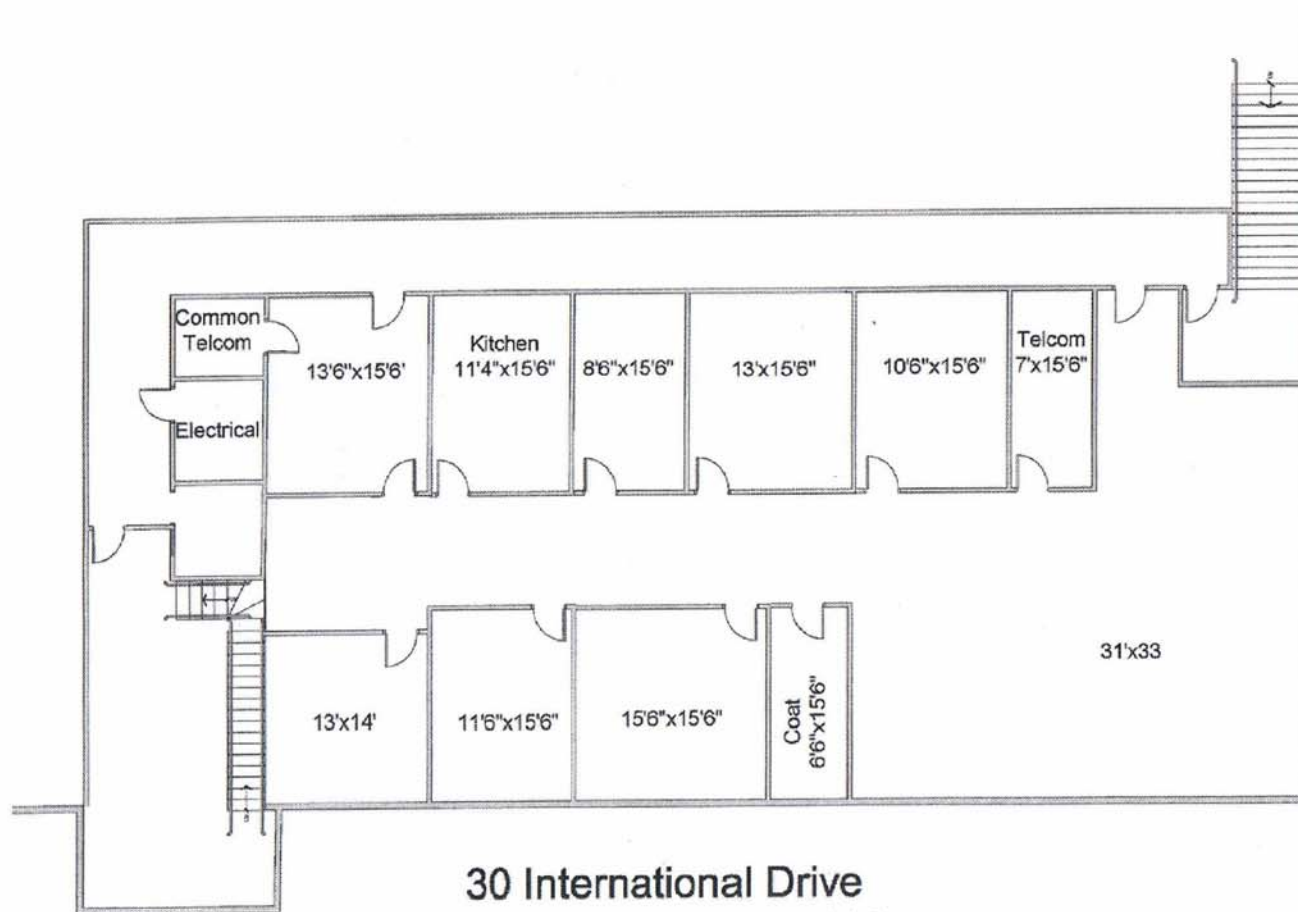 Common
Telcom
13'6"x15'6'
Kitchen
11'4"x15'6"
8'6"x15'6"
13'x15'6"
10'6"x15'6"
Telcom
7'x15'6"
Electrical
13'x14'
11'6"x15'6"
15'6"x15'6"
Coat
6'6"x15'6"
31'x33
30 International Drive